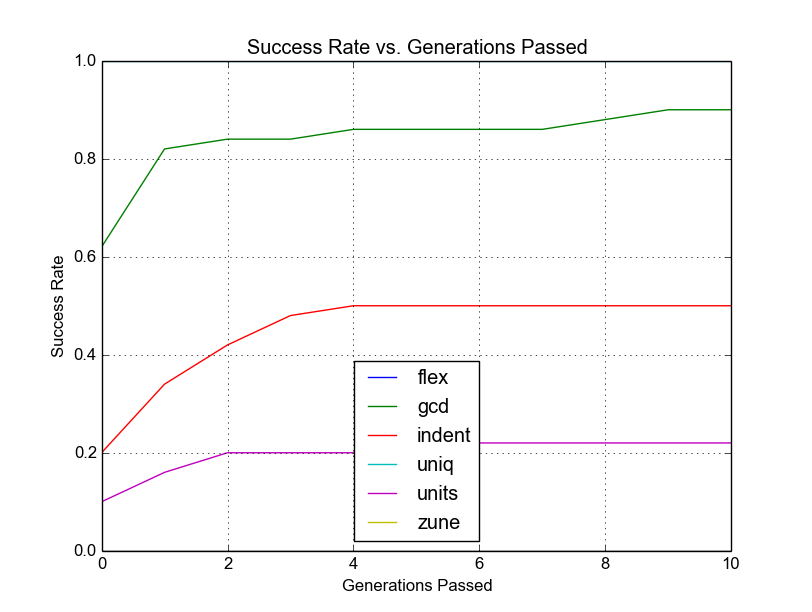 Success Rate vs. Generations Passed
1.0
0.8
0.6
0.4
0.2
0.0
Success Rate
flex
gcd
indent
uniq
units
zune
0 2 4 6 8 10
Generations Passed